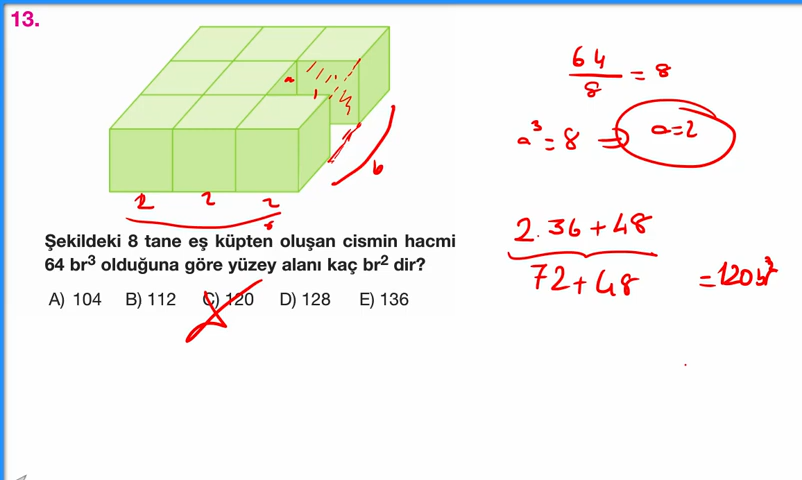 13.
64
8
= 8
a³ = 8 ⇒ a=2
a
b
2 2 2
6
2.36+48
72+48
=120br²
Şekildeki 8 tane eş küpten oluşan cismin hacmi
64 br³ olduğuna göre yüzey alanı kaç br² dir?
A) 104 B) 112 C) 120 D) 128 E) 136